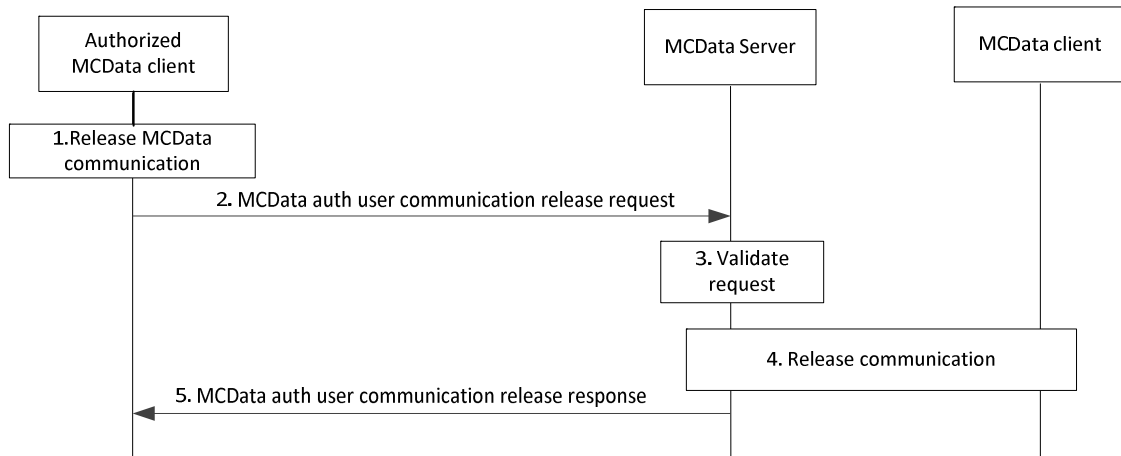 Authorized
MCData client
MCData Server
MCData client
1.Release MCData
communication
2. MCData auth user communication release request
3. Validate
request
4. Release communication
5. MCData auth user communication release response